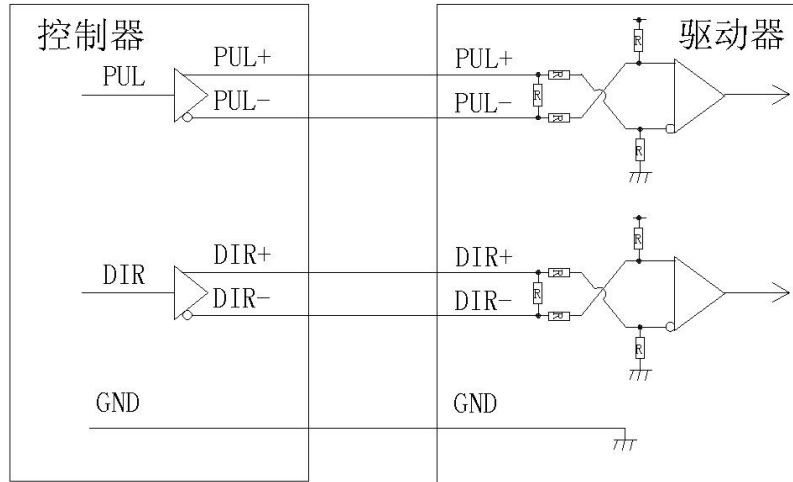 控制器
驱动器
PUL
PUL+
PUL-
PUL+
PUL-
R
R
R
R
R
DIR
DIR+
DIR-
DIR+
DIR-
R
R
R
R
R
GND
GND